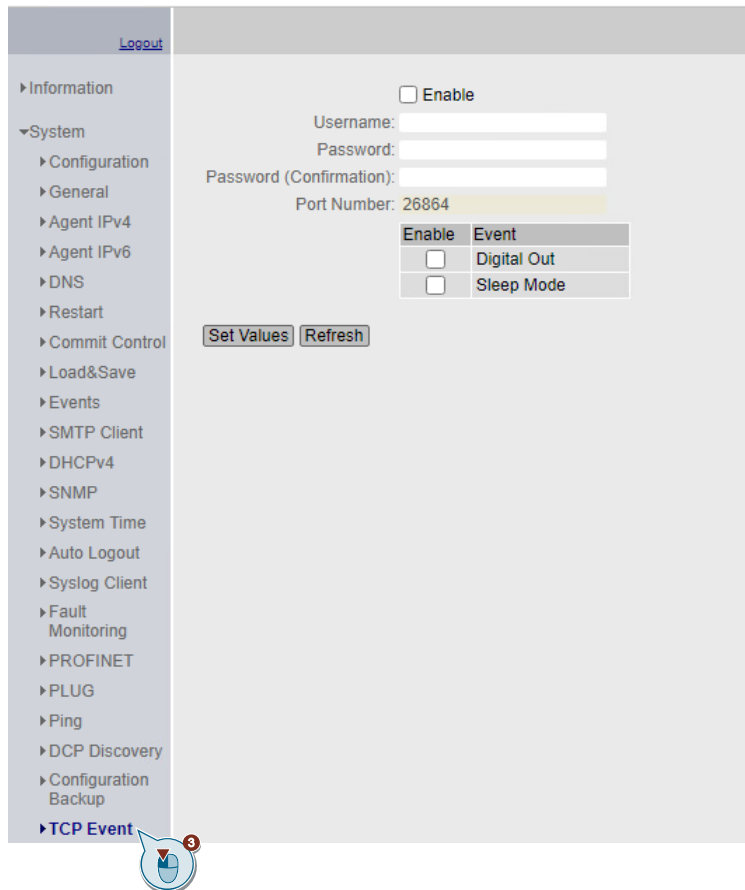 Logout
Information
System
Configuration
General
Agent IPv4
Agent IPv6
DNS
Restart
Commit Control
Load&Save
Events
SMTP Client
DHCPv4
SNMP
System Time
Auto Logout
Syslog Client
Fault
Monitoring
PROFINET
PLUG
Ping
DCP Discovery
Configuration
Backup
TCP Event
3
Enable
Username:
Password:
Password (Confirmation):
Port Number: 26864
Enable Event
Digital Out
Sleep Mode
Set Values Refresh